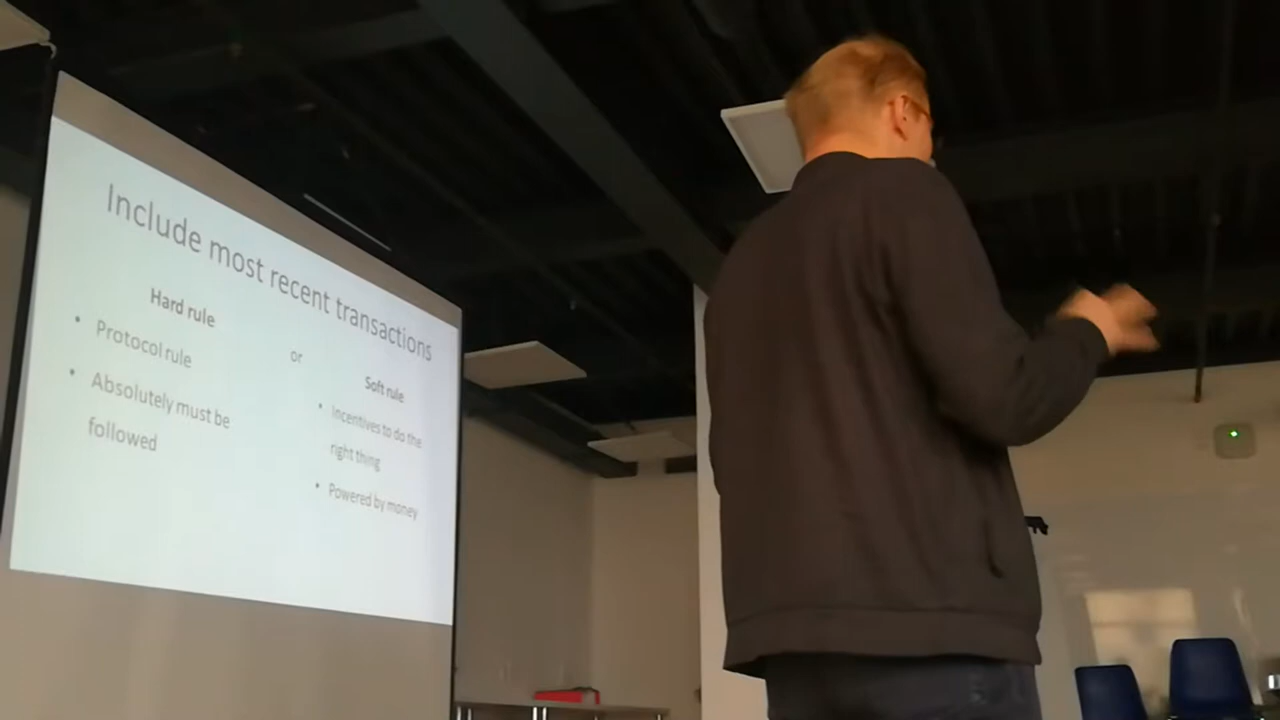 Include most recent transactions
Hard rule
• Protocol rule
• Absolutely must be
followed
or
Soft rule
• Incentives to do the
right thing
• Powered by money